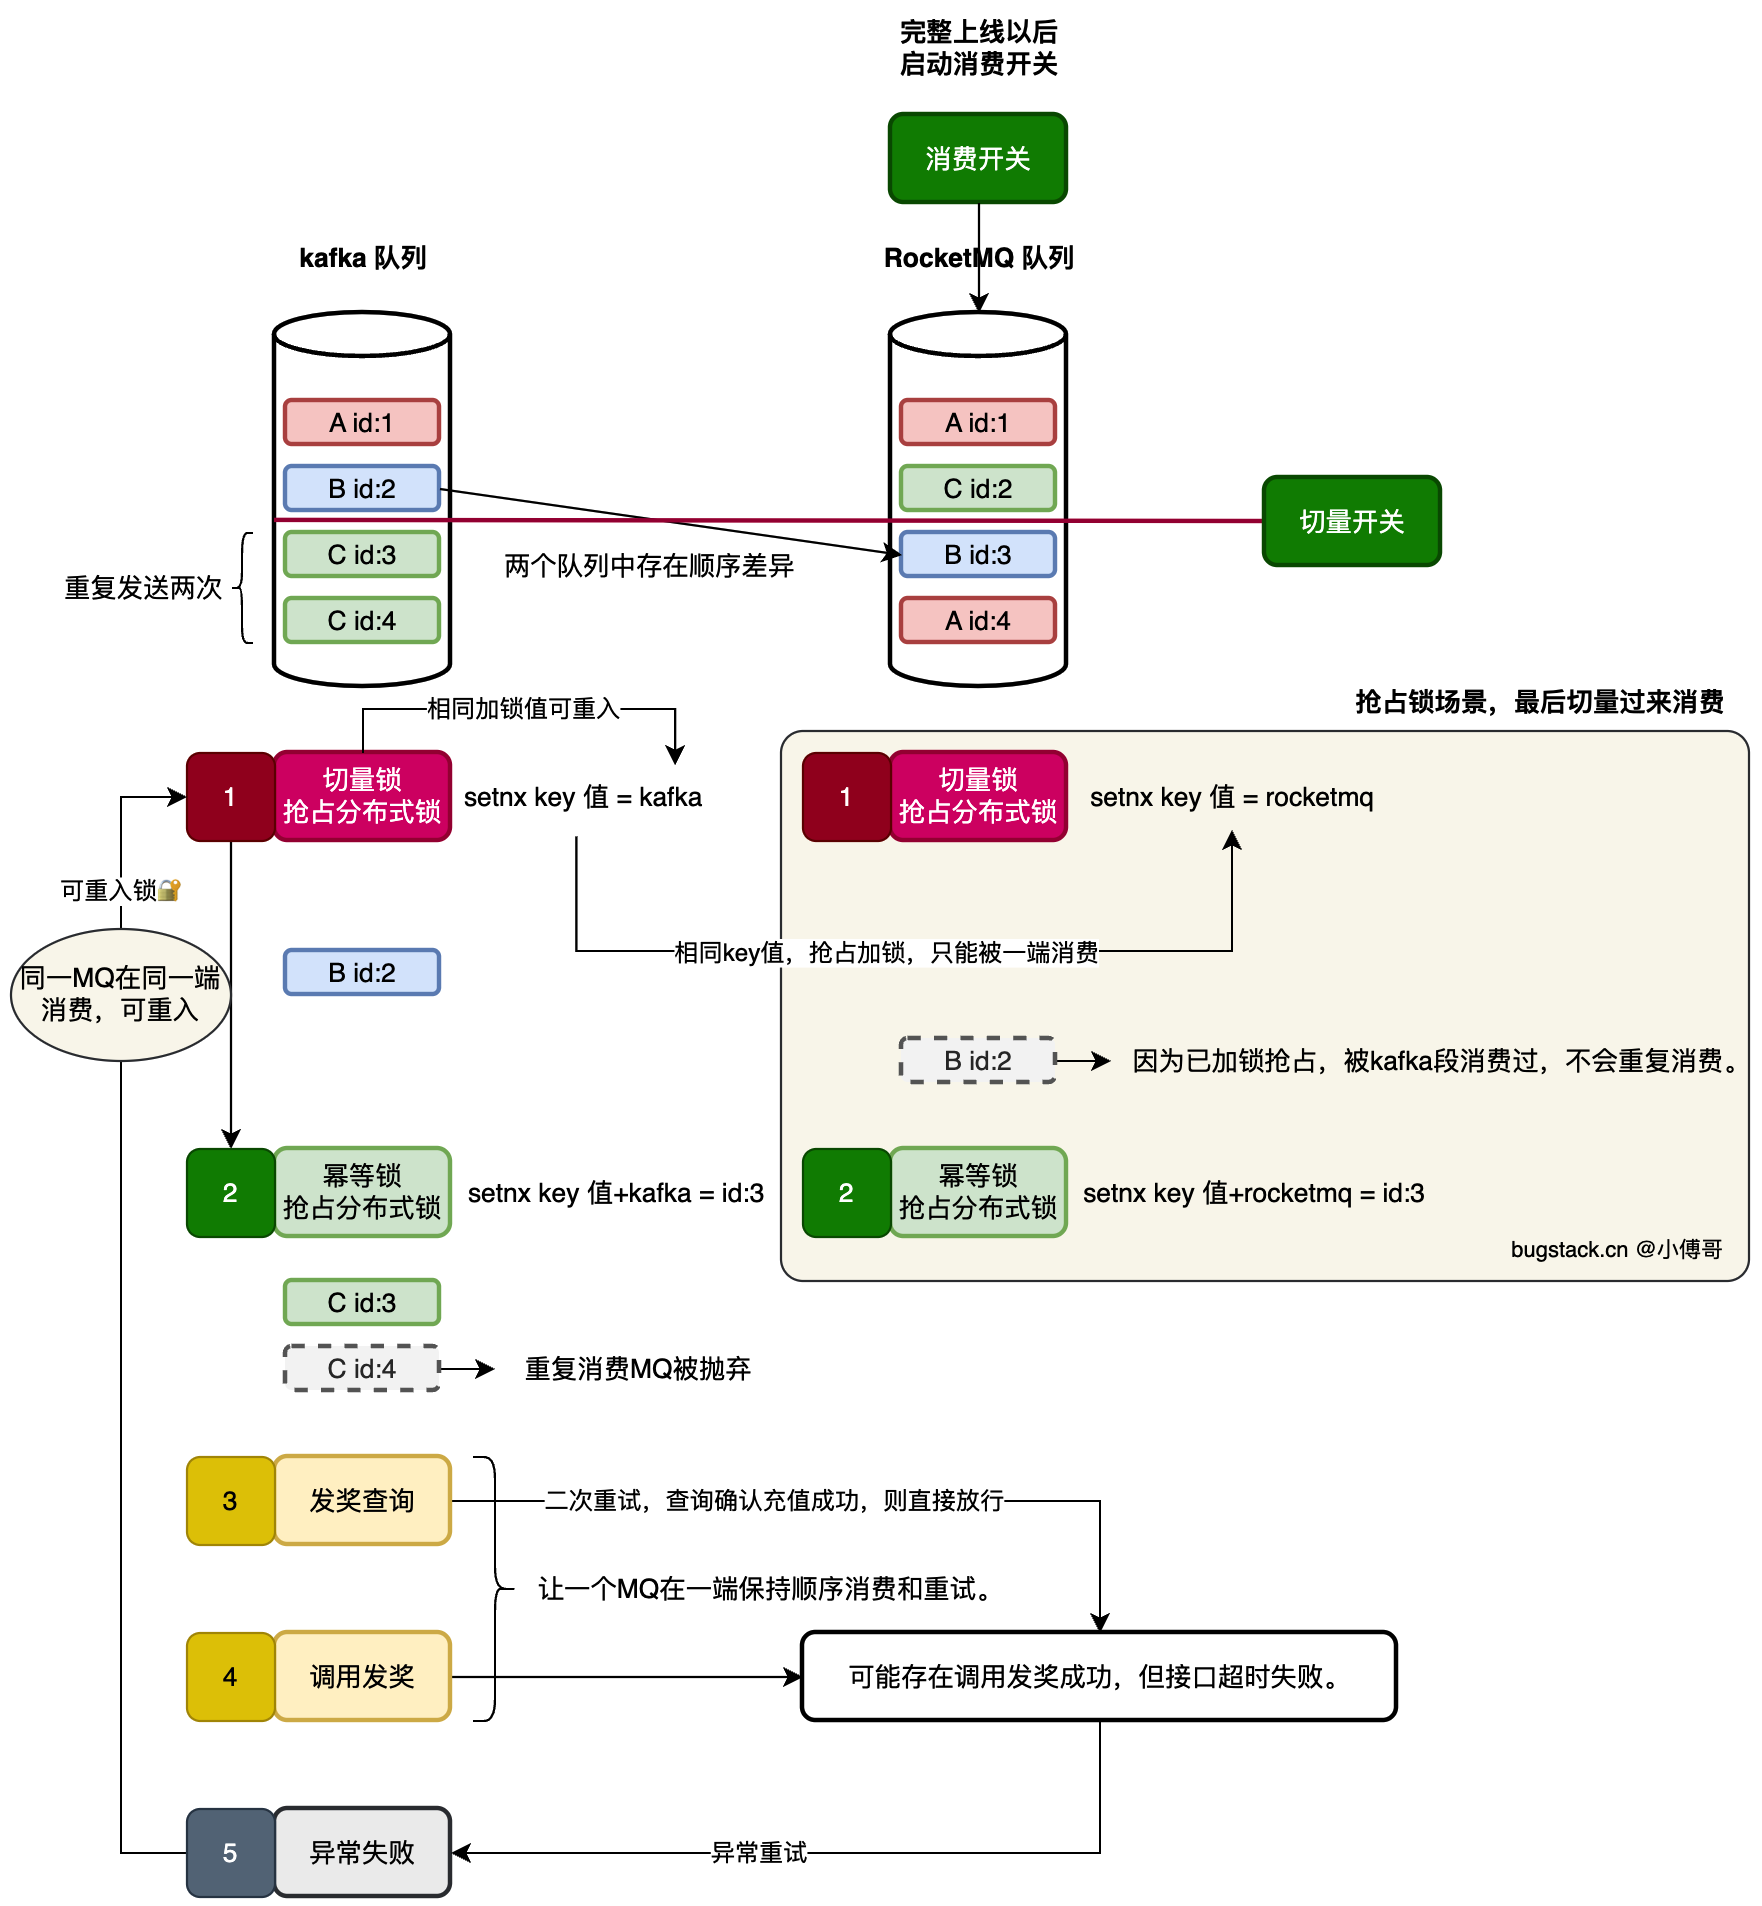 完整上线以后
启动消费开关
消费开关
kafka 队列
RocketMQ 队列
A id:1
B id:2
C id:3
C id:4
重复发送两次
两个队列中存在顺序差异
A id:1
C id:2
B id:3
A id:4
切量开关
相同加锁值可重入
抢占锁场景，最后切量过来消费
1
切量锁
抢占分布式锁
setnx key 值 = kafka
1
切量锁
抢占分布式锁
setnx key 值 = rocketmq
可重入锁🔐
同一MQ在同一端
消费，可重入
B id:2
相同key值，抢占加锁，只能被一端消费
B id:2
因为已加锁抢占，被kafka段消费过，不会重复消费。
2
幂等锁
抢占分布式锁
setnx key 值+kafka = id:3
2
幂等锁
抢占分布式锁
setnx key 值+rocketmq = id:3
bugstack.cn @小傅哥
C id:3
C id:4
重复消费MQ被抛弃
3
发奖查询
二次重试，查询确认充值成功，则直接放行
让一个MQ在一端保持顺序消费和重试。
4
调用发奖
可能存在调用发奖成功，但接口超时失败。
5
异常失败
异常重试